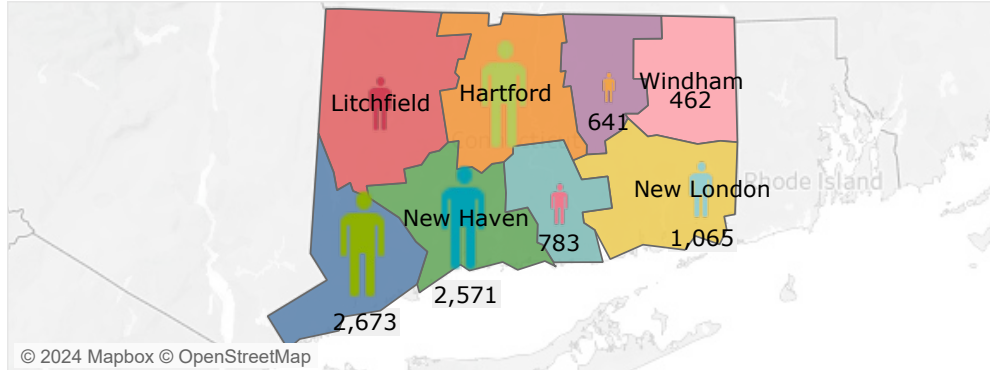 Litchfield
Hartford
Windham
462
641
Connecticut
New London
Rhode Island
New Haven
783
1,065
2,571
2,673
© 2024 Mapbox © OpenStreetMap